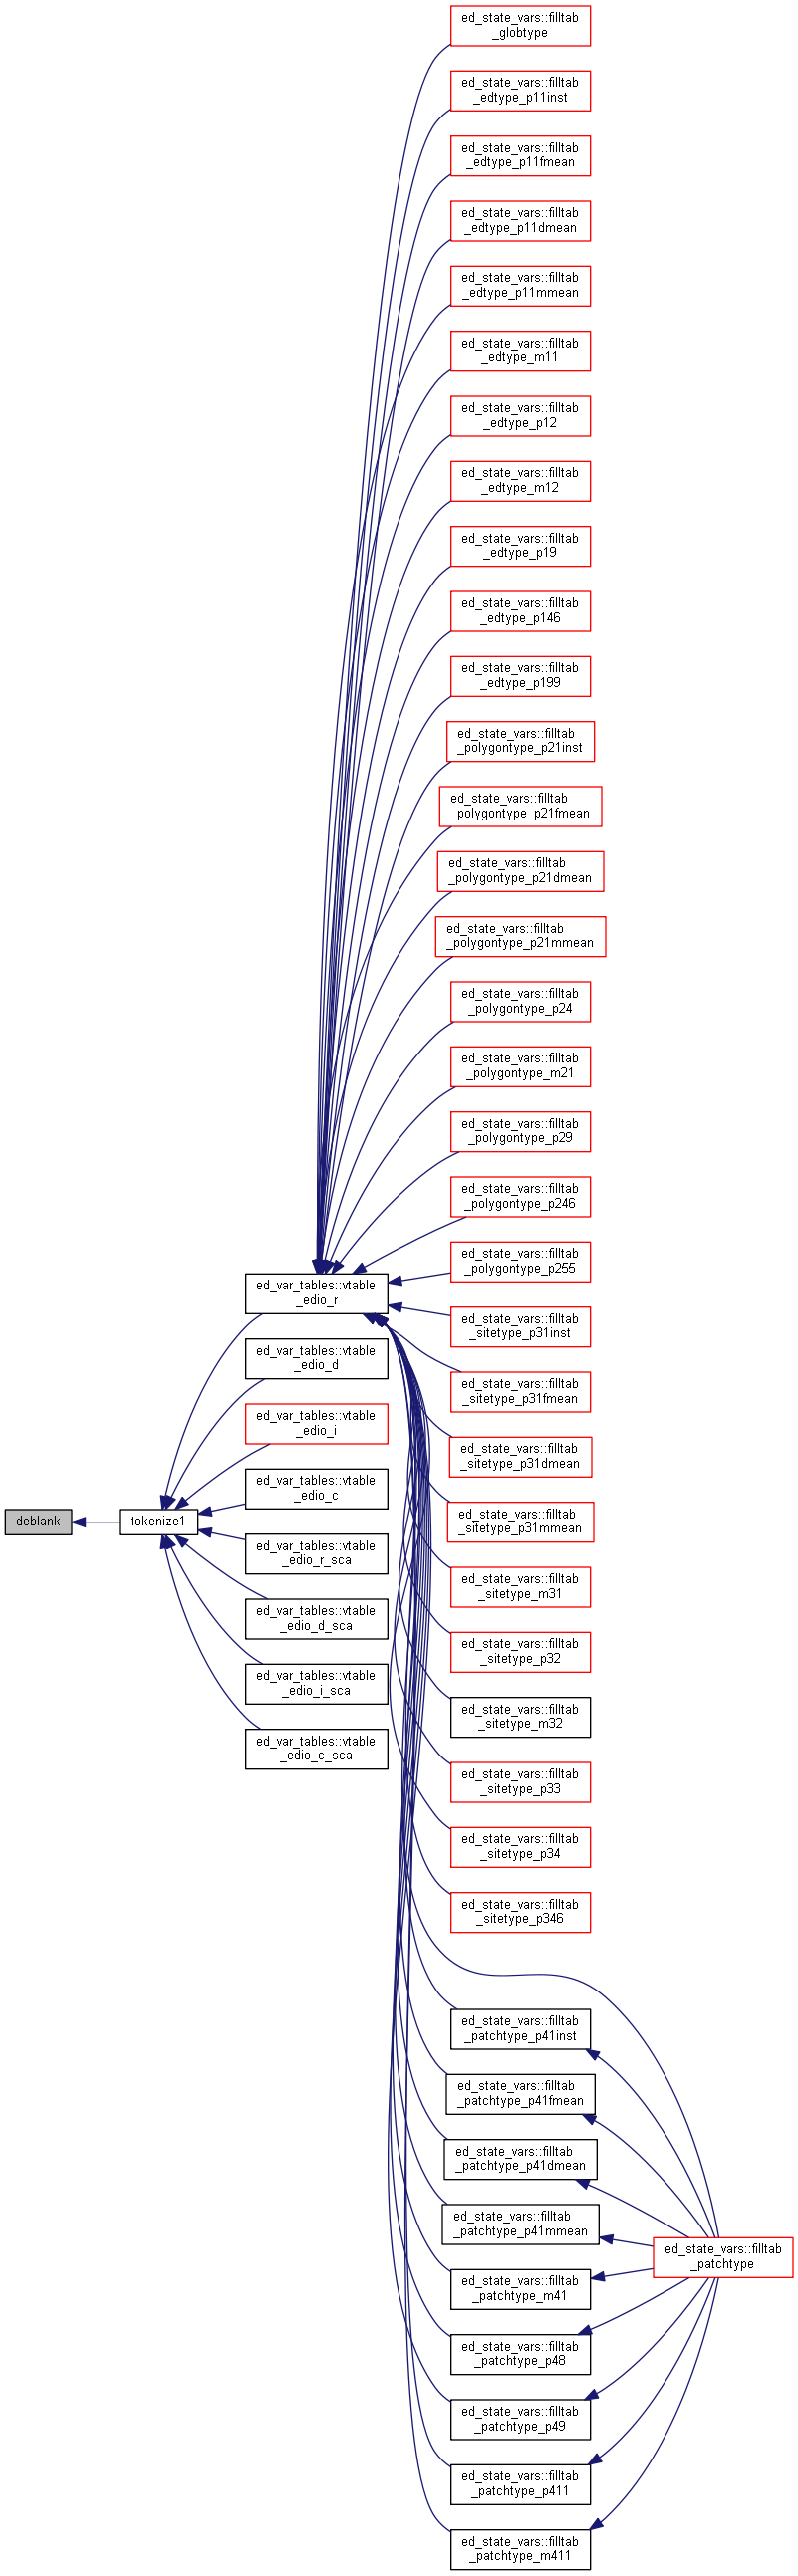 ed_state_vars::filltab
_globtype
ed_state_vars::filltab
_edtype_p11inst
ed_state_vars::filltab
_edtype_p11fmean
ed_state_vars::filltab
_edtype_p11dmean
ed_state_vars::filltab
_edtype_p11mmean
ed_state_vars::filltab
_edtype_m11
ed_state_vars::filltab
_edtype_p12
ed_state_vars::filltab
_edtype_m12
ed_state_vars::filltab
_edtype_p19
ed_state_vars::filltab
_edtype_p146
ed_state_vars::filltab
_edtype_p199
ed_state_vars::filltab
_polygontype_p21inst
ed_state_vars::filltab
_polygontype_p21fmean
ed_state_vars::filltab
_polygontype_p21dmean
ed_state_vars::filltab
_polygontype_p21mmean
ed_state_vars::filltab
_polygontype_p24
ed_state_vars::filltab
_polygontype_m21
ed_state_vars::filltab
_polygontype_p29
ed_state_vars::filltab
_polygontype_p246
ed_state_vars::filltab
_polygontype_p255
ed_var_tables::vtable
_edio_r
ed_state_vars::filltab
_sitetype_p31inst
ed_var_tables::vtable
_edio_d
ed_state_vars::filltab
_sitetype_p31fmean
ed_var_tables::vtable
_edio_i
ed_state_vars::filltab
_sitetype_p31dmean
ed_var_tables::vtable
_edio_c
ed_state_vars::filltab
_sitetype_p31mmean
deblank
tokenize1
ed_var_tables::vtable
_edio_r_sca
ed_state_vars::filltab
_sitetype_m31
ed_var_tables::vtable
_edio_d_sca
ed_state_vars::filltab
_sitetype_p32
ed_var_tables::vtable
_edio_i_sca
ed_state_vars::filltab
_sitetype_m32
ed_var_tables::vtable
_edio_c_sca
ed_state_vars::filltab
_sitetype_p33
ed_state_vars::filltab
_sitetype_p34
ed_state_vars::filltab
_sitetype_p346
ed_state_vars::filltab
_patchtype_p41inst
ed_state_vars::filltab
_patchtype_p41fmean
ed_state_vars::filltab
_patchtype_p41dmean
ed_state_vars::filltab
_patchtype_p41mmean
ed_state_vars::filltab
_patchtype
ed_state_vars::filltab
_patchtype_m41
ed_state_vars::filltab
_patchtype_p48
ed_state_vars::filltab
_patchtype_p49
ed_state_vars::filltab
_patchtype_p411
ed_state_vars::filltab
_patchtype_m411